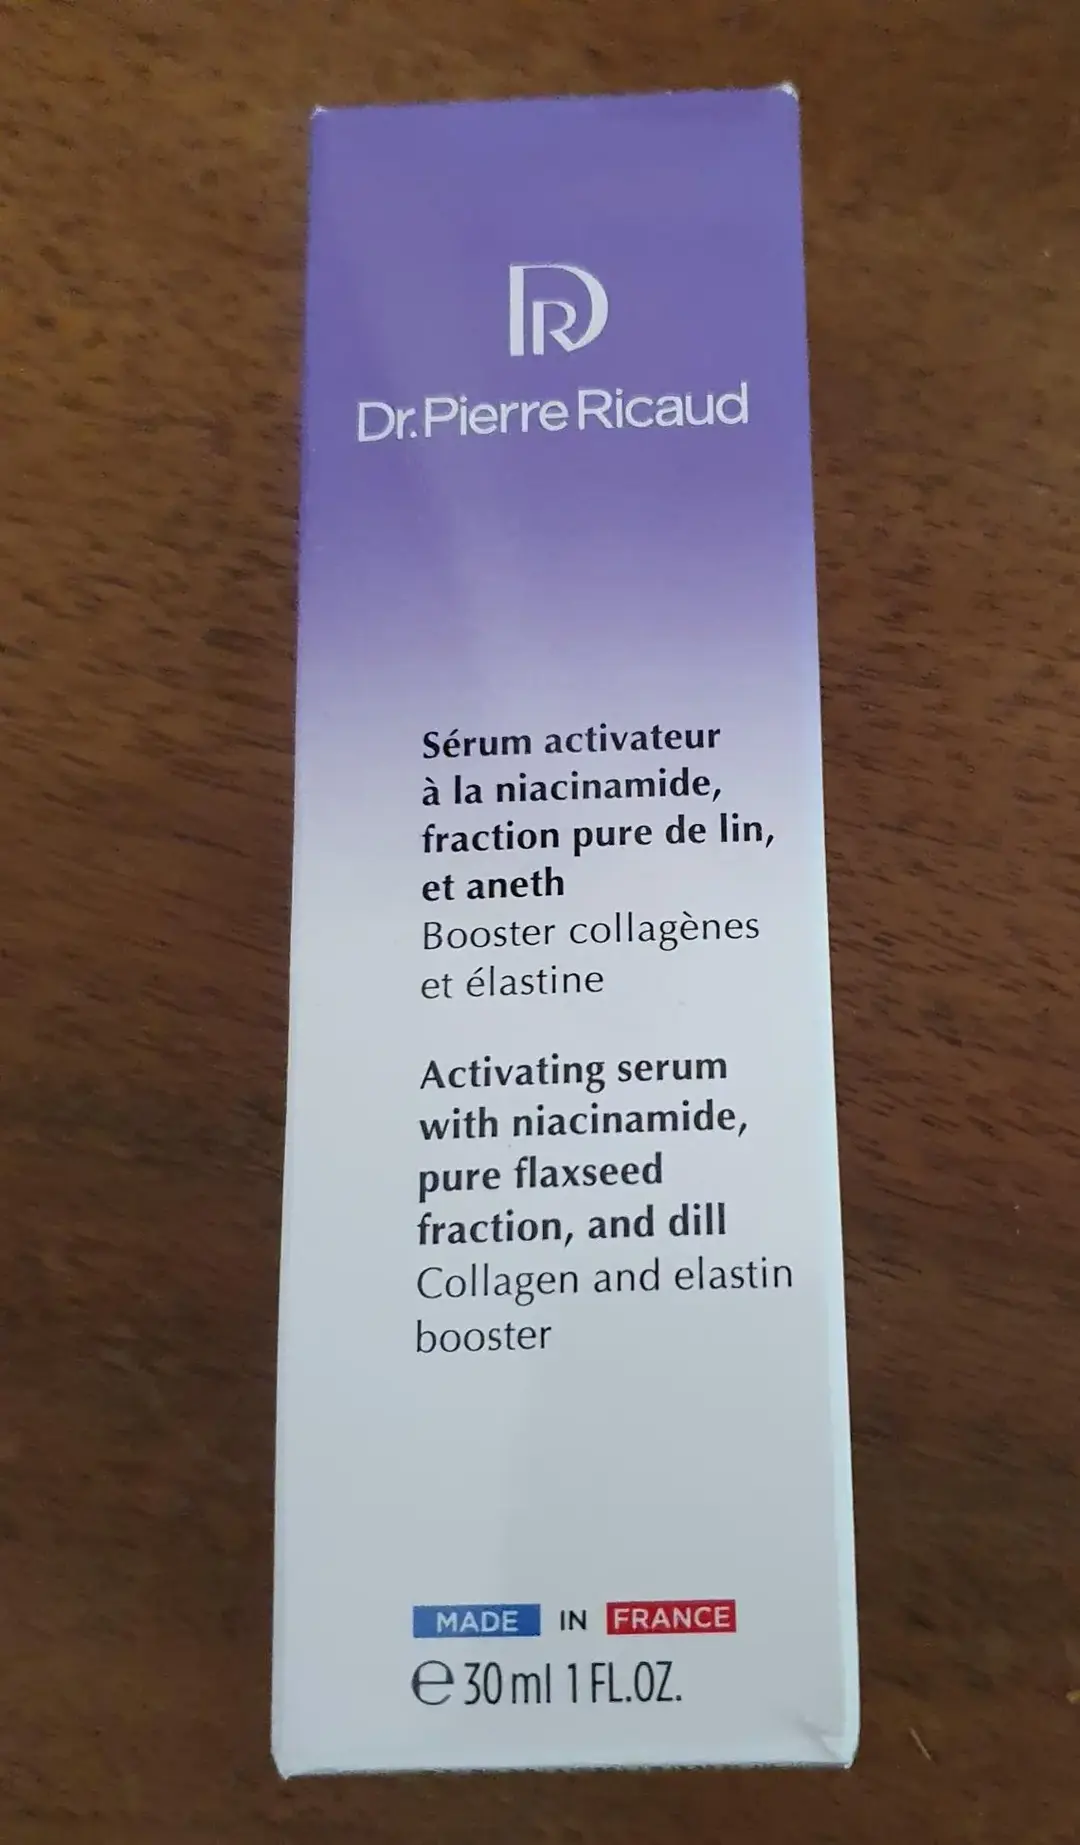 DR
Dr.Pierre Ricaud
Sérum activateur
à la niacinamide,
fraction pure de lin,
et aneth
Booster collagènes
et élastine
Activating serum
with niacinamide,
pure flaxseed
fraction, and dill
Collagen and elastin
booster
MADE IN FRANCE
℮ 30 ml 1 FL.OZ.